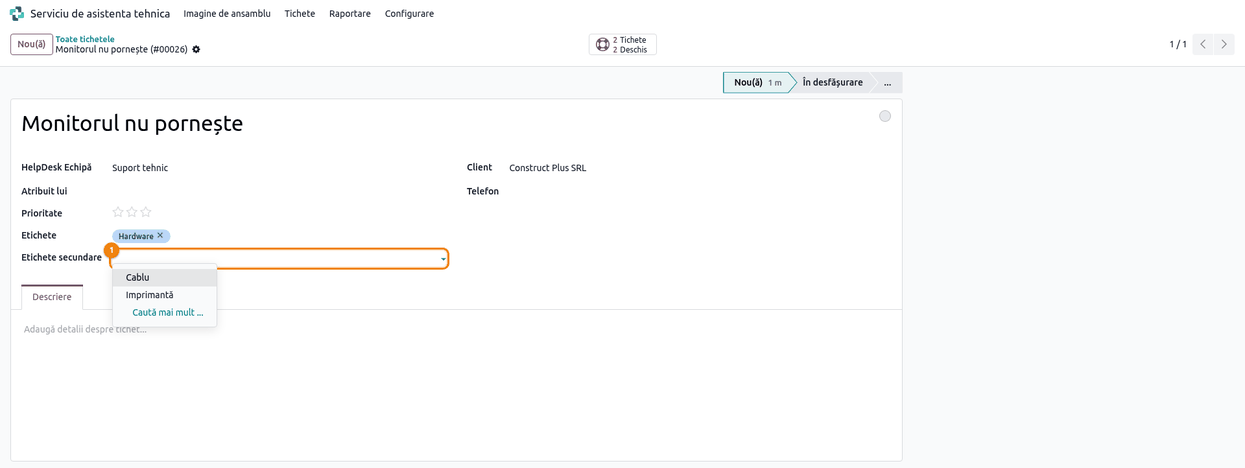 Serviciu de asistenta tehnica Imagine de ansamblu Tichete Raportare Configurare
Nou(ă) Toate tichetele
Monitorul nu pornește (#00026)
2 Tichete
2 Deschis
1 / 1
Nou(ă) 1 m În desfășurare ...
Monitorul nu pornește
HelpDesk Echipă Suport tehnic Client Construct Plus SRL
Atribuit lui Telefon
Prioritate
Etichete Hardware ×
1
Etichete secundare
Cablu
Imprimantă
Caută mai mult ...
Descriere
Adaugă detalii despre tichet...